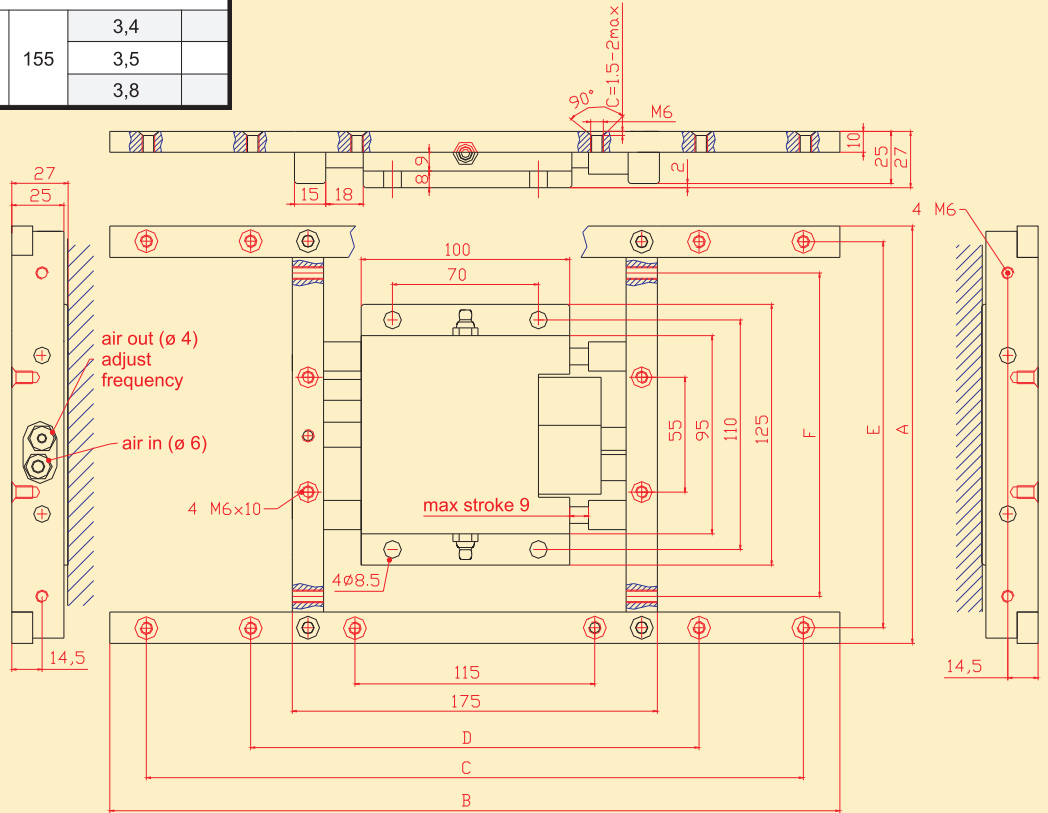 3,4
155
3,5
3,8
C=1.5-2max
90°
M6
10
25
27
9
8
2
15
18
27
25
4 M6
100
70
air out (ø 4)
adjust
frequency
air in (ø 6)
55
95
110
125
F
E
A
4 M6×10
max stroke 9
4ø8.5
14,5
14,5
115
175
D
C
B